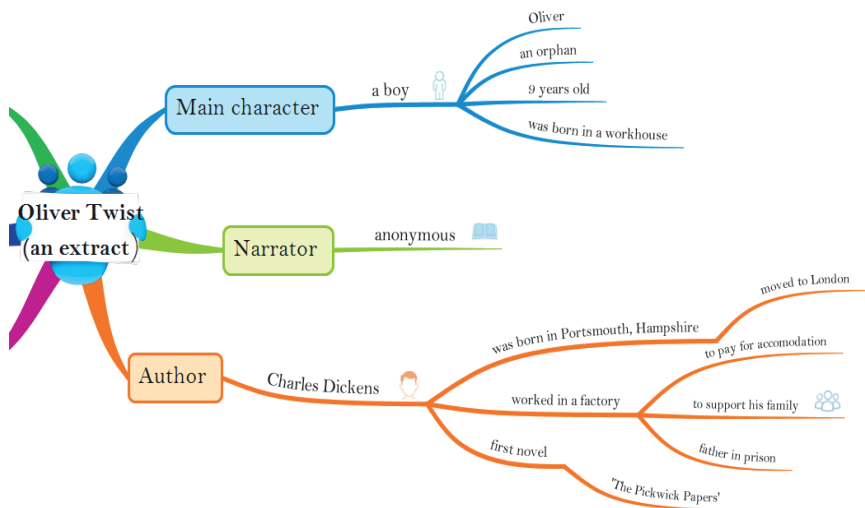 Oliver Twist
(an extract)
Main character
a boy
Oliver
an orphan
9 years old
was born in a workhouse
Narrator
anonymous
Author
Charles Dickens
was born in Portsmouth, Hampshire
moved to London
worked in a factory
to pay for accomodation
to support his family
father in prison
first novel
'The Pickwick Papers'